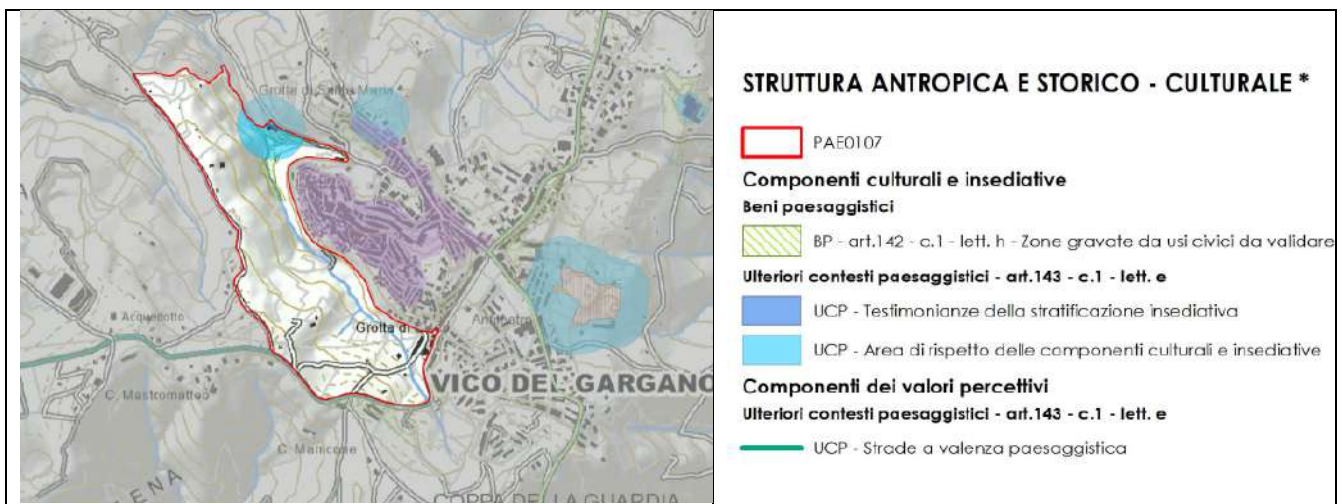 Grotta di Santa Maria
Acquerotto
Grotta di
Antipatro
VICO DEL GARGANO
C. Mastromatteo
C. Manicone
COPPA DELLA GUARDIA
STRUTTURA ANTROPICA E STORICO - CULTURALE *
PAE0107
Componenti culturali e insediative
Beni paesaggistici
BP - art.142 - c.1 - lett. h - Zone gravate da usi civici da validare
Ulteriori contesti paesaggistici - art.143 - c.1 - lett. e
UCP - Testimonianze della stratificazione insediativa
UCP - Area di rispetto delle componenti culturali e insediative
Componenti dei valori percettivi
Ulteriori contesti paesaggistici - art.143 - c.1 - lett. e
UCP - Strade a valenza paesaggistica